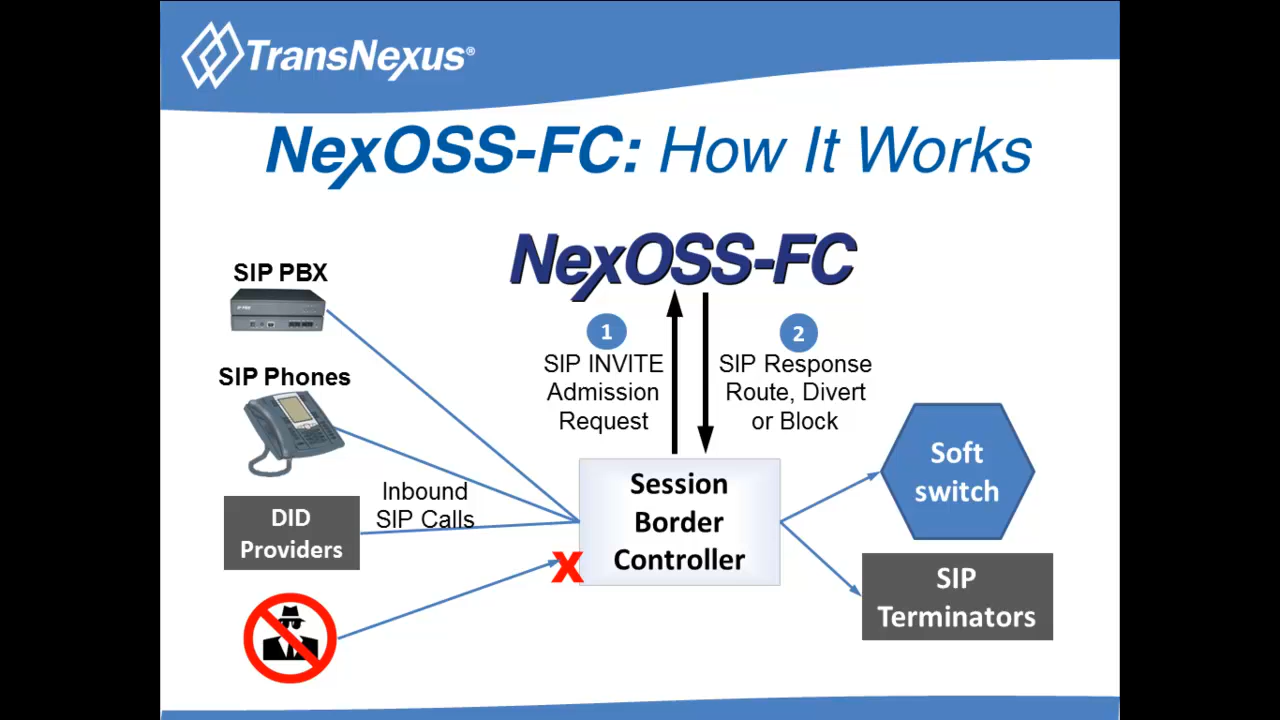 TransNexus®
NexOSS-FC: How It Works
NexOSS-FC
SIP PBX
1
2
SIP INVITE
Admission
Request
SIP Response
Route, Divert
or Block
SIP Phones
Inbound
SIP Calls
DID
Providers
Session
Border
Controller
X
Soft
switch
SIP
Terminators